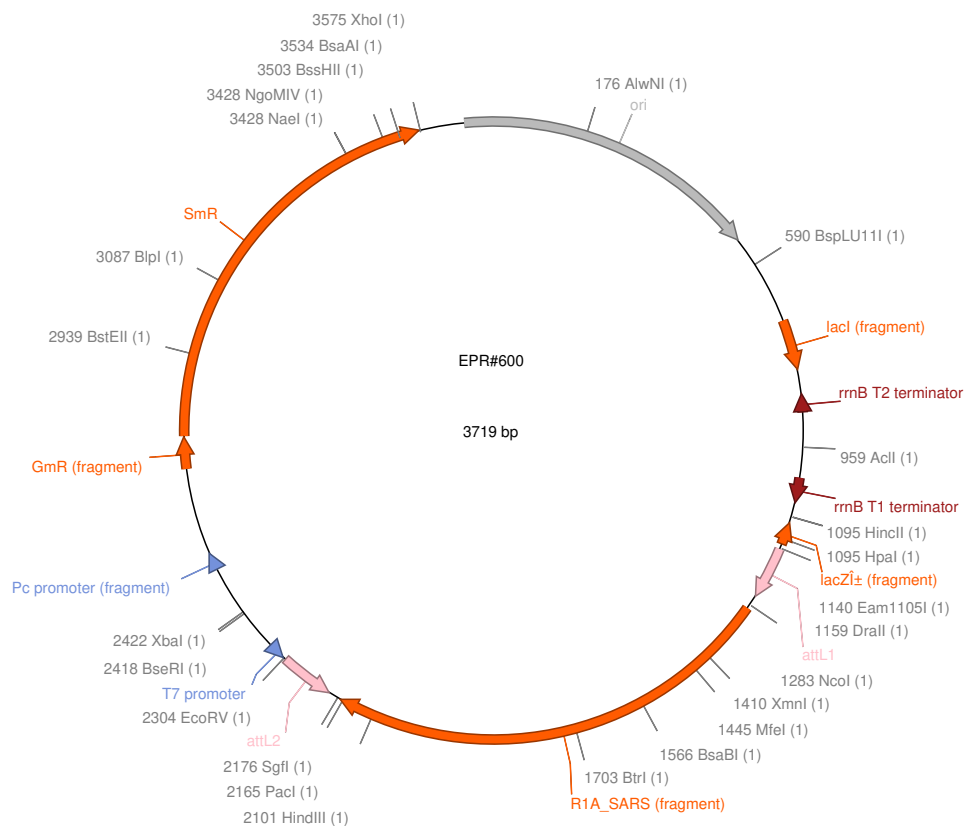 3575 XhoI (1)
3534 BsaAI (1)
3503 BssHII (1)
3428 NgoMIV (1)
3428 NaeI (1)
176 AlwNI (1)
ori
SmR
590 BspLU11I (1)
3087 BlpI (1)
lacI (fragment)
2939 BstEII (1)
EPR#600
rrnB T2 terminator
3719 bp
959 AclI (1)
GmR (fragment)
rrnB T1 terminator
1095 HincII (1)
1095 HpaI (1)
lacZÎ± (fragment)
Pc promoter (fragment)
1140 Eam1105I (1)
1159 DraII (1)
2422 XbaI (1)
attL1
2418 BseRI (1)
1283 NcoI (1)
T7 promoter
1410 XmnI (1)
2304 EcoRV (1)
1445 MfeI (1)
attL2
1566 BsaBI (1)
2176 SgfI (1)
1703 BtrI (1)
2165 PacI (1)
R1A_SARS (fragment)
2101 HindIII (1)